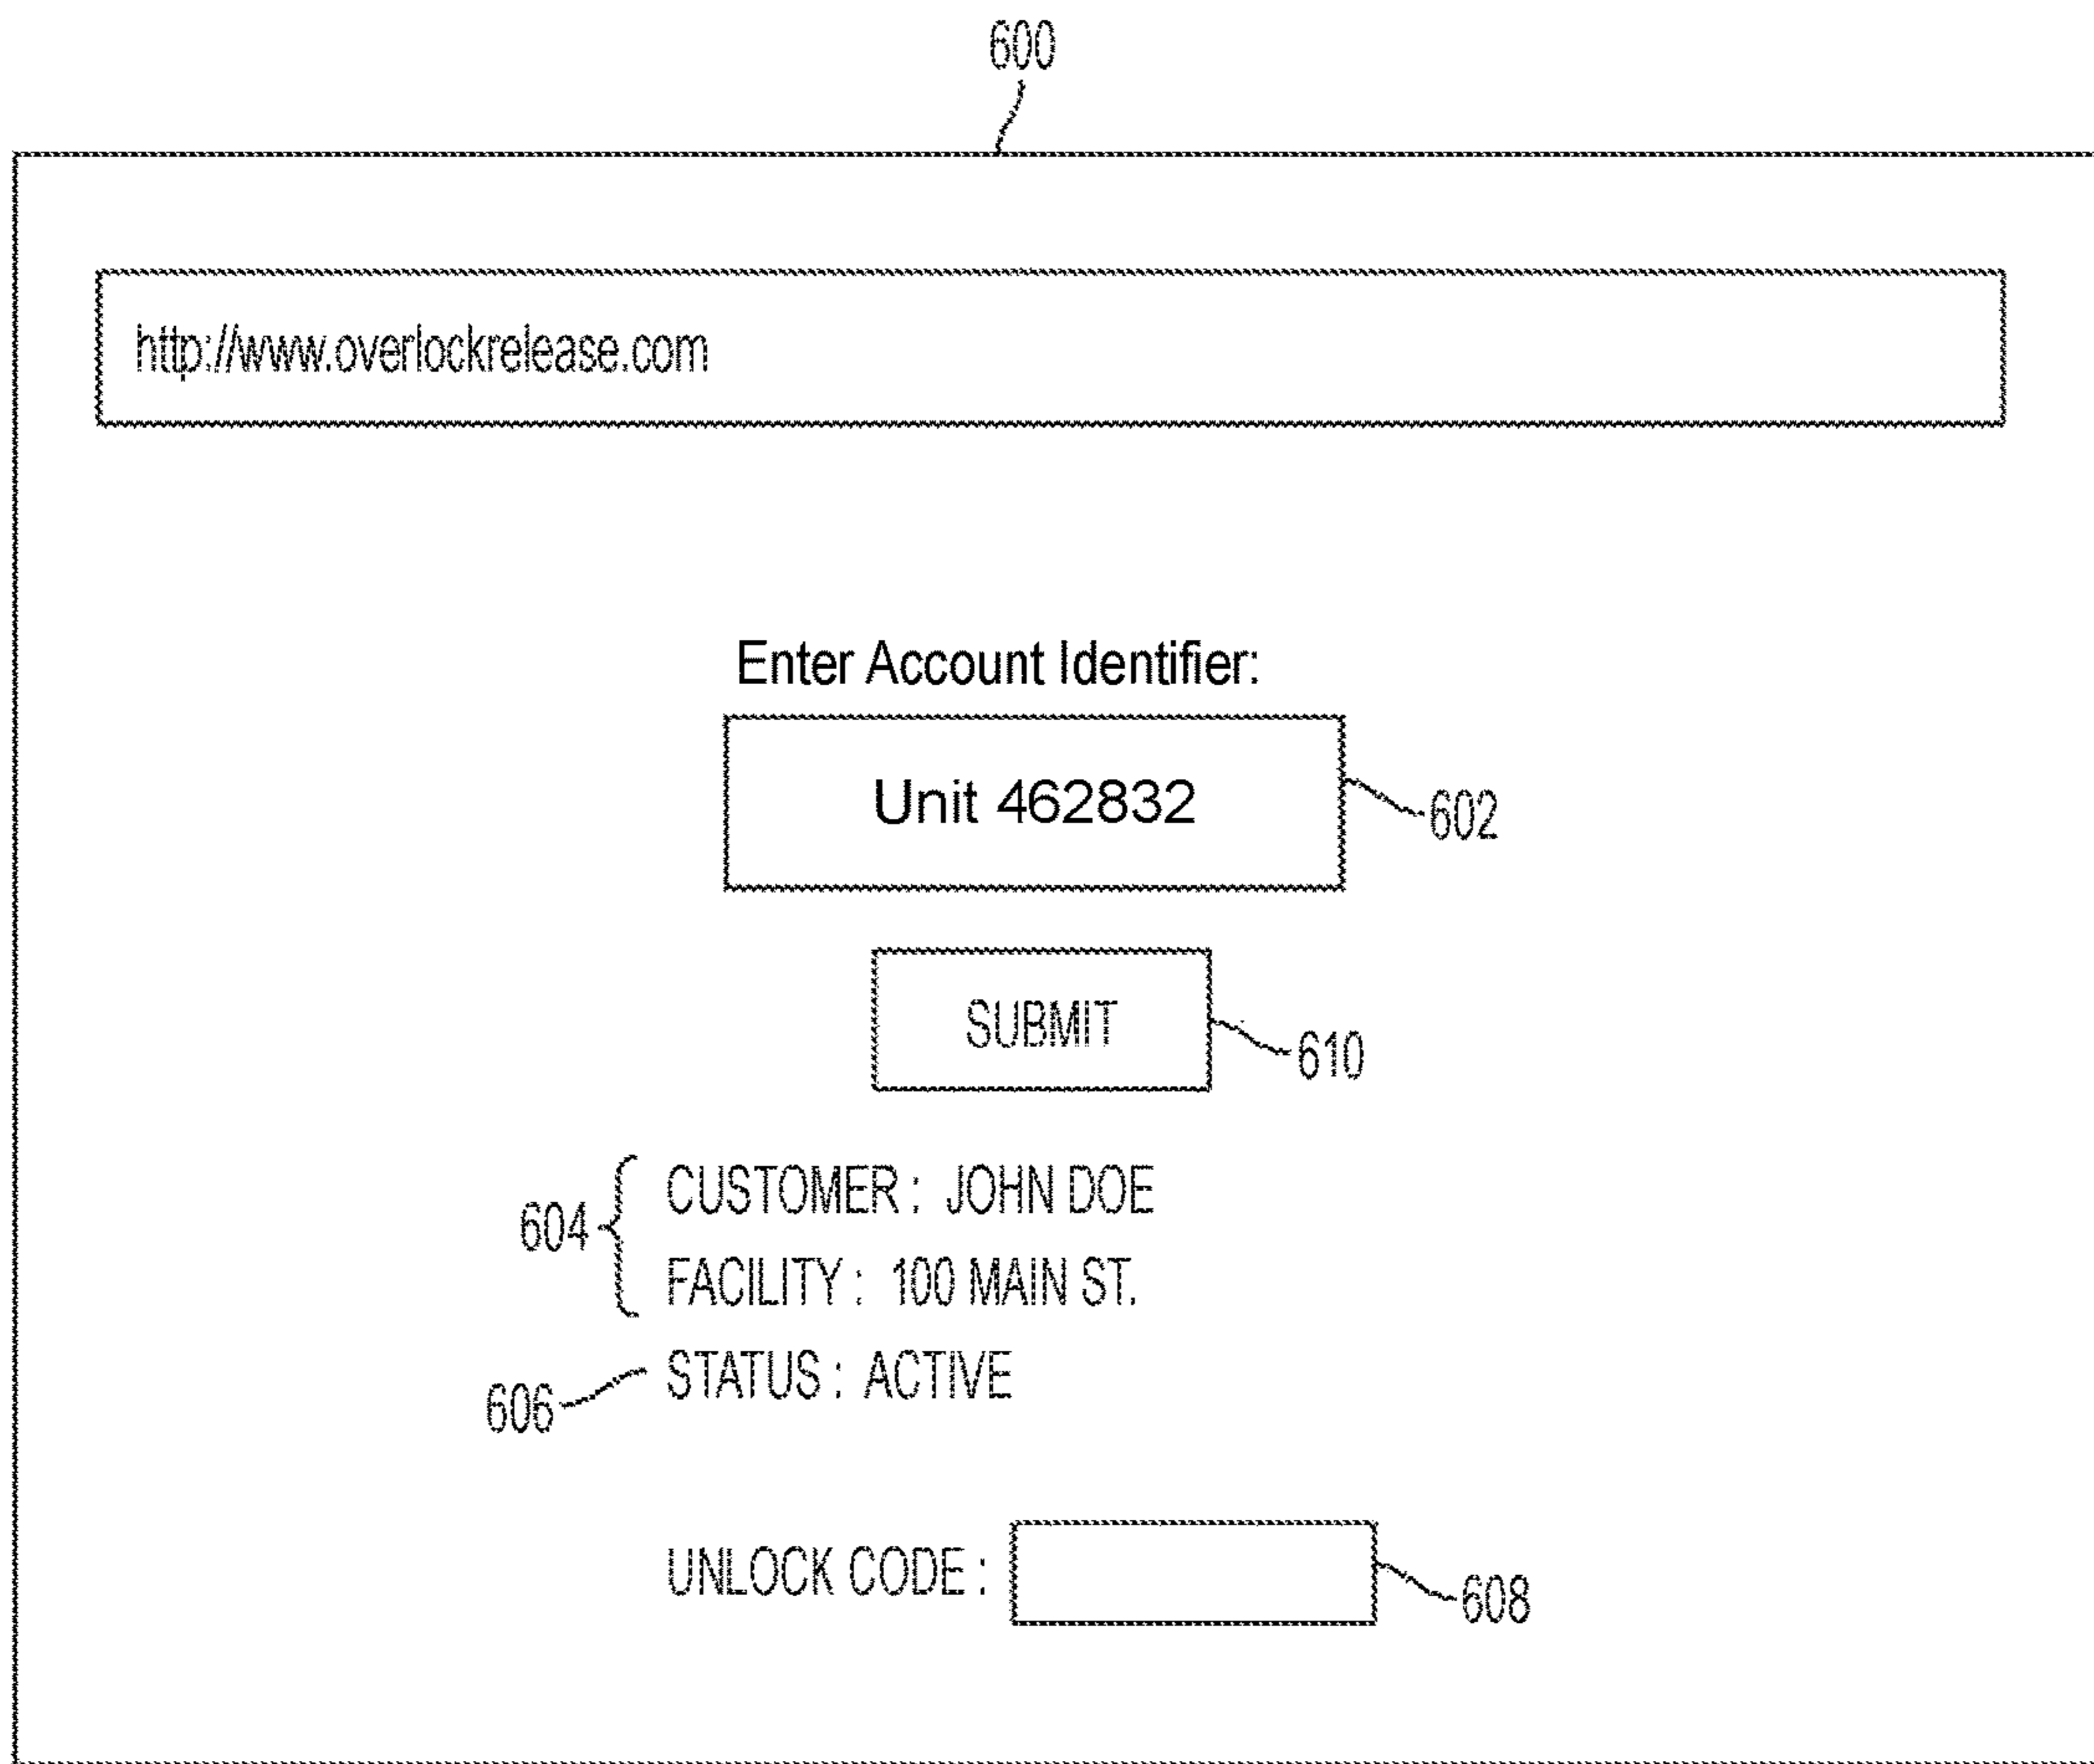 600
http://www.overlockrelease.com
Enter Account Identifier:
Unit 462832
602
SUBMIT
610
604
CUSTOMER : JOHN DOE
FACILITY : 100 MAIN ST.
606
STATUS : ACTIVE
UNLOCK CODE :
608